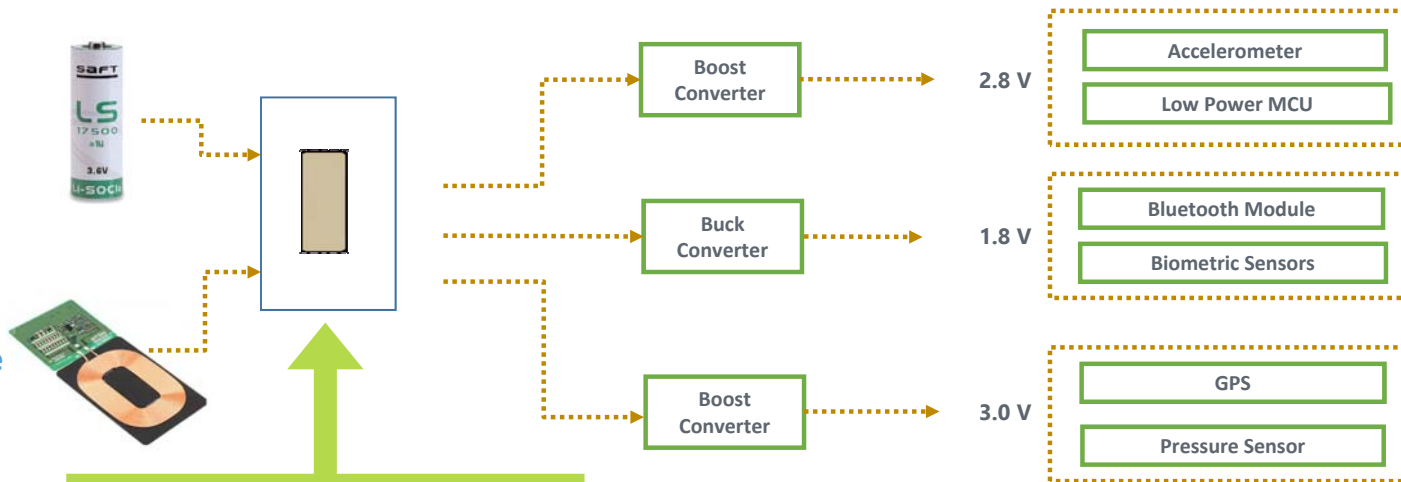 SAFT
LS
17500
3.6V
Li-SOCl₂
e
Boost
Converter
2.8 V
Accelerometer
Low Power MCU
Buck
Converter
1.8 V
Bluetooth Module
Biometric Sensors
Boost
Converter
3.0 V
GPS
Pressure Sensor